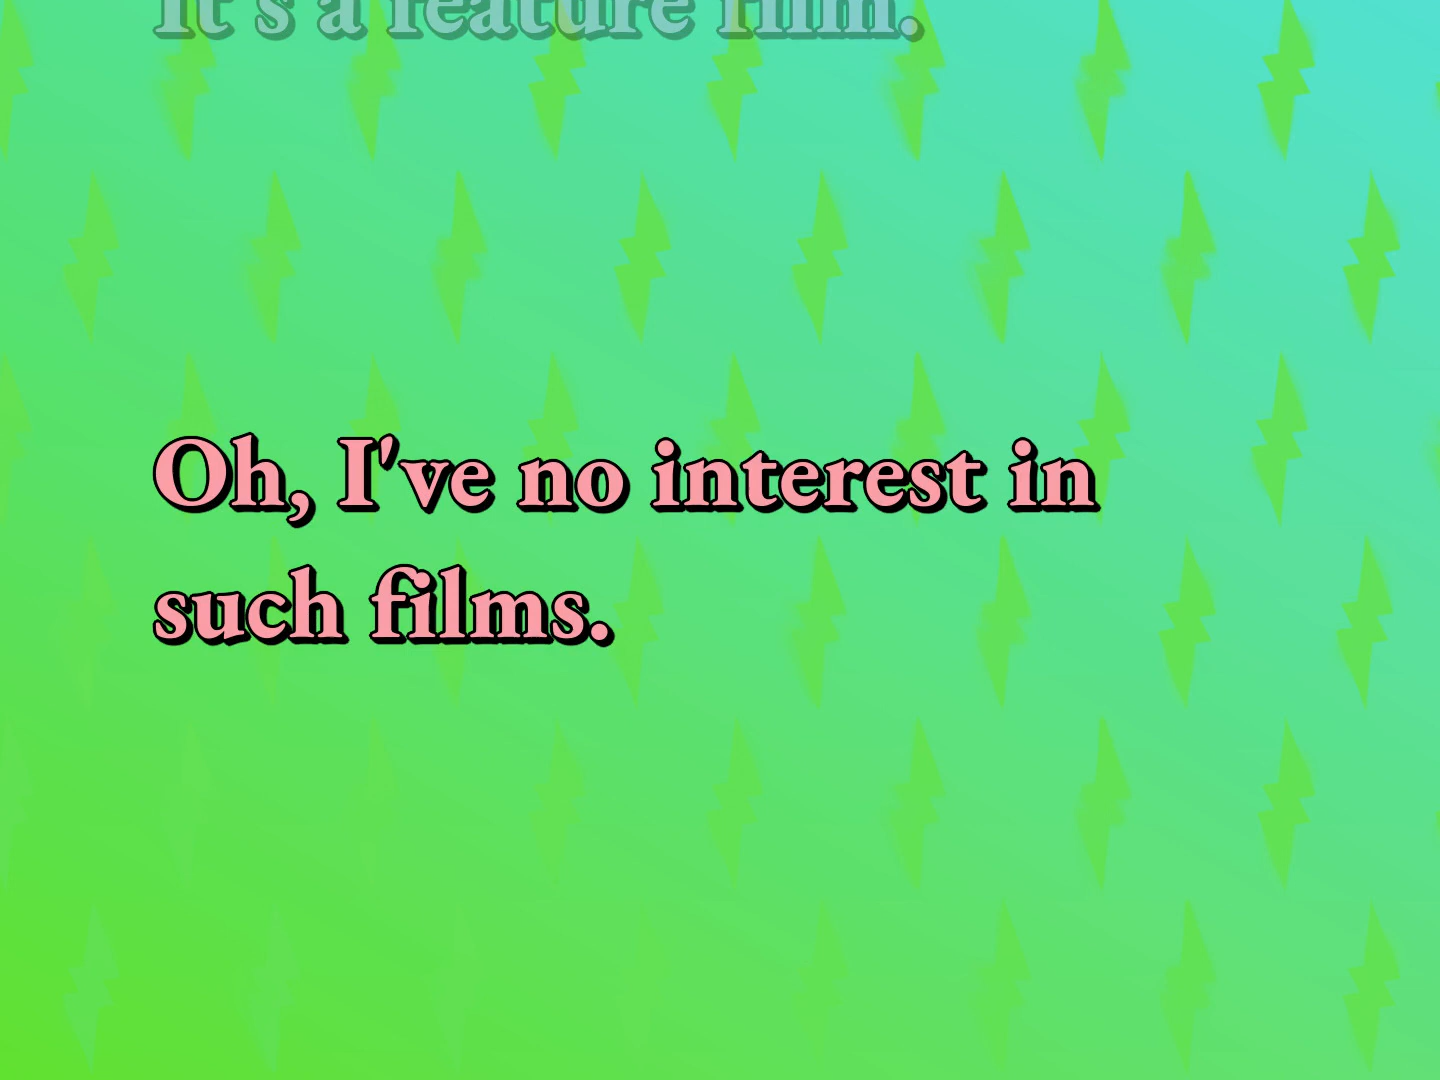 It's a feature film.
Oh, I've no interest in
such films.